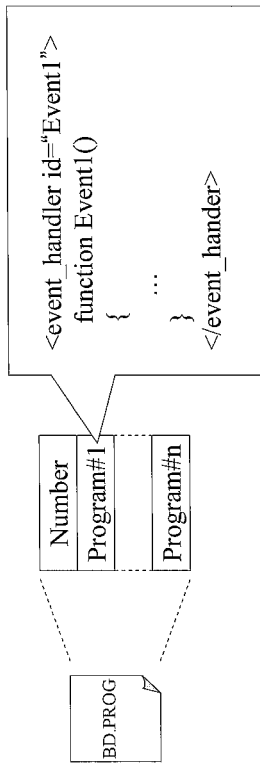 BD.PROG
Number
Program#1
Program#n
<event_handler id="Event1">
function Event1()
{
...
}
</event_hander>